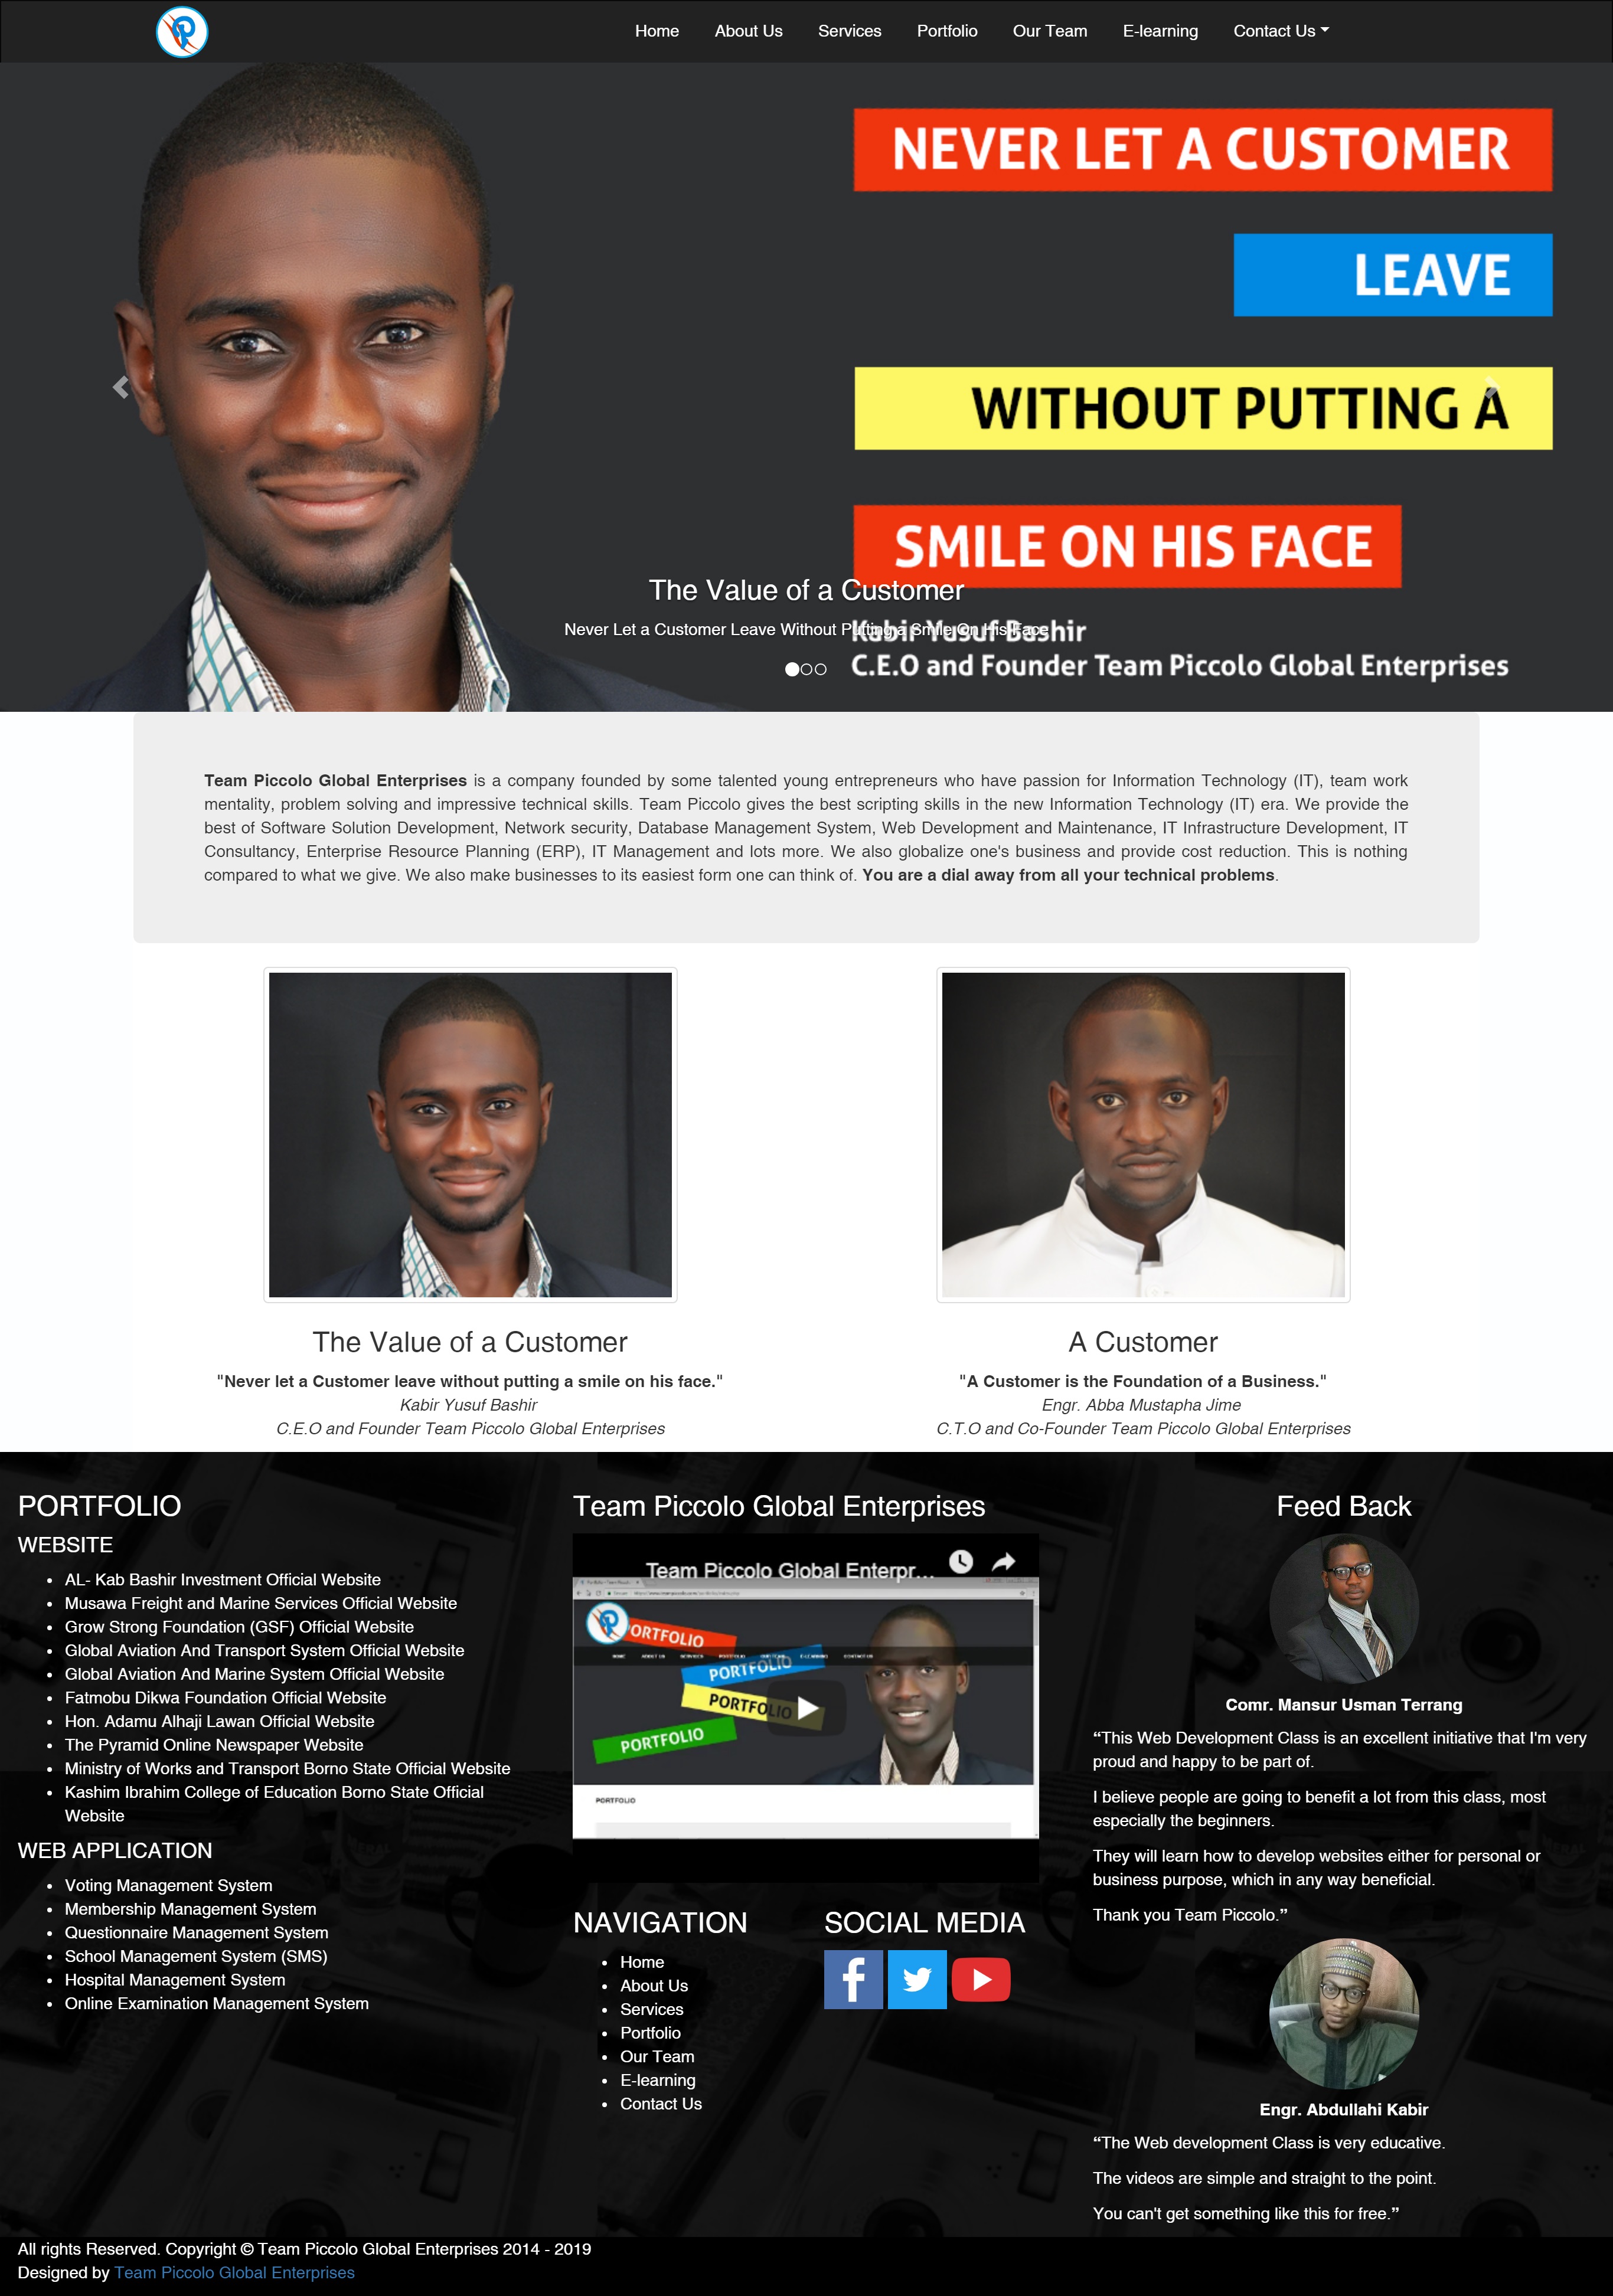 Home About Us Services Portfolio Our Team E-learning Contact Us
NEVER LET A CUSTOMER
LEAVE
WITHOUT PUTTING A
SMILE ON HIS FACE
The Value of a Customer
Never Let a Customer Leave Without Putting a Smile On His Face
Kabir Yusuf Bashir
C.E.O and Founder Team Piccolo Global Enterprises
Team Piccolo Global Enterprises is a company founded by some talented young entrepreneurs who have passion for Information Technology (IT), team work
mentality, problem solving and impressive technical skills. Team Piccolo gives the best scripting skills in the new Information Technology (IT) era. We provide the
best of Software Solution Development, Network security, Database Management System, Web Development and Maintenance, IT Infrastructure Development, IT
Consultancy, Enterprise Resource Planning (ERP), IT Management and lots more. We also globalize one's business and provide cost reduction. This is nothing
compared to what we give. We also make businesses to its easiest form one can think of. You are a dial away from all your technical problems.
The Value of a Customer
"Never let a Customer leave without putting a smile on his face."
Kabir Yusuf Bashir
C.E.O and Founder Team Piccolo Global Enterprises
A Customer
"A Customer is the Foundation of a Business."
Engr. Abba Mustapha Jime
C.T.O and Co-Founder Team Piccolo Global Enterprises
PORTFOLIO
WEBSITE
AL- Kab Bashir Investment Official Website
Musawa Freight and Marine Services Official Website
Grow Strong Foundation (GSF) Official Website
Global Aviation And Transport System Official Website
Global Aviation And Marine System Official Website
Fatmobu Dikwa Foundation Official Website
Hon. Adamu Alhaji Lawan Official Website
The Pyramid Online Newspaper Website
Ministry of Works and Transport Borno State Official Website
Kashim Ibrahim College of Education Borno State Official
Website
WEB APPLICATION
Voting Management System
Membership Management System
Questionnaire Management System
School Management System (SMS)
Hospital Management System
Online Examination Management System
Team Piccolo Global Enterprises
Team Piccolo Global Enterpr...
PORTFOLIO
HOME ABOUT US SERVICES PORTFOLIO OUR TEAM E-LEARNING CONTACT US
PORTFOLIO
PORTFOLIO
PORTFOLIO
PORTFOLIO
NAVIGATION
Home
About Us
Services
Portfolio
Our Team
E-learning
Contact Us
SOCIAL MEDIA
Feed Back
Comr. Mansur Usman Terrang
“This Web Development Class is an excellent initiative that I'm very
proud and happy to be part of.
I believe people are going to benefit a lot from this class, most
especially the beginners.
They will learn how to develop websites either for personal or
business purpose, which in any way beneficial.
Thank you Team Piccolo.”
Engr. Abdullahi Kabir
“The Web development Class is very educative.
The videos are simple and straight to the point.
You can't get something like this for free.”
All rights Reserved. Copyright © Team Piccolo Global Enterprises 2014 - 2019
Designed by Team Piccolo Global Enterprises